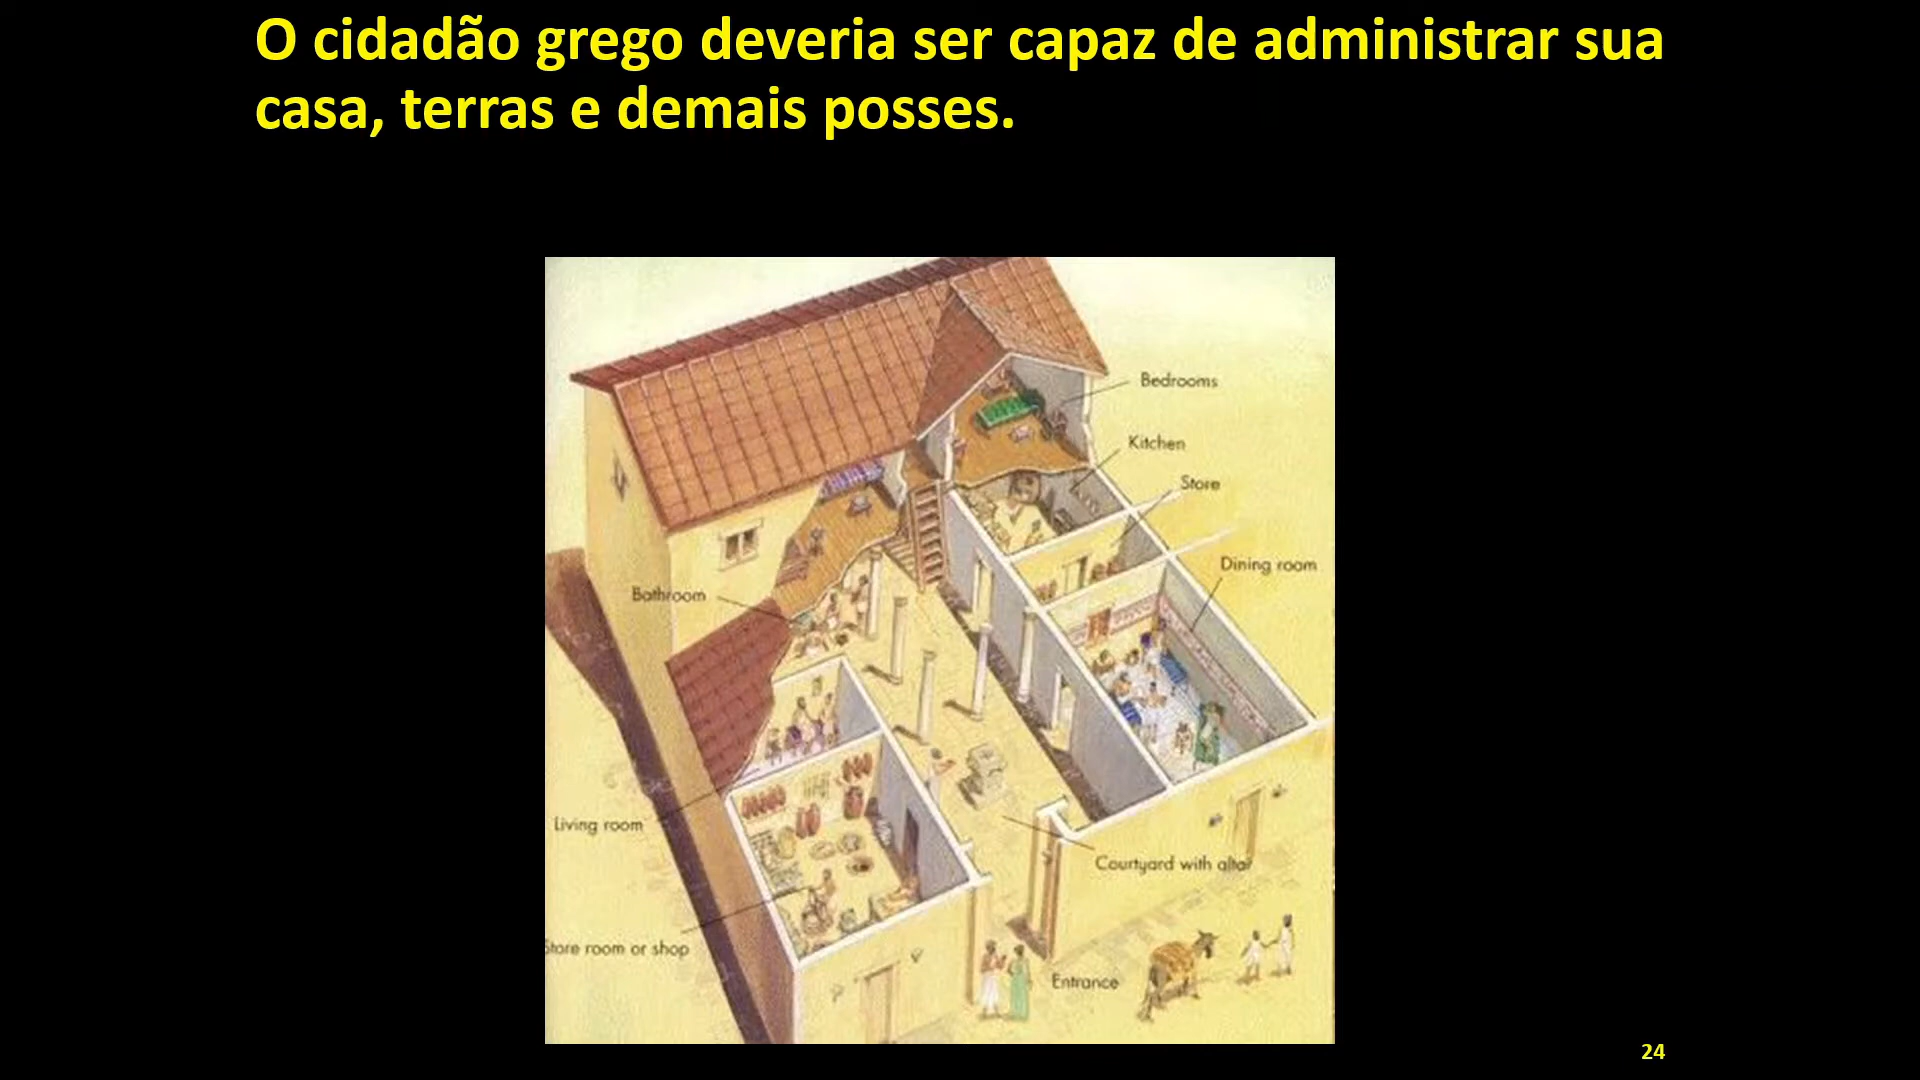 O cidadão grego deveria ser capaz de administrar sua
casa, terras e demais posses.
Bedrooms
Kitchen
Store
Dining room
Bathroom
Living room
Courtyard with altar
Store room or shop
Entrance
24